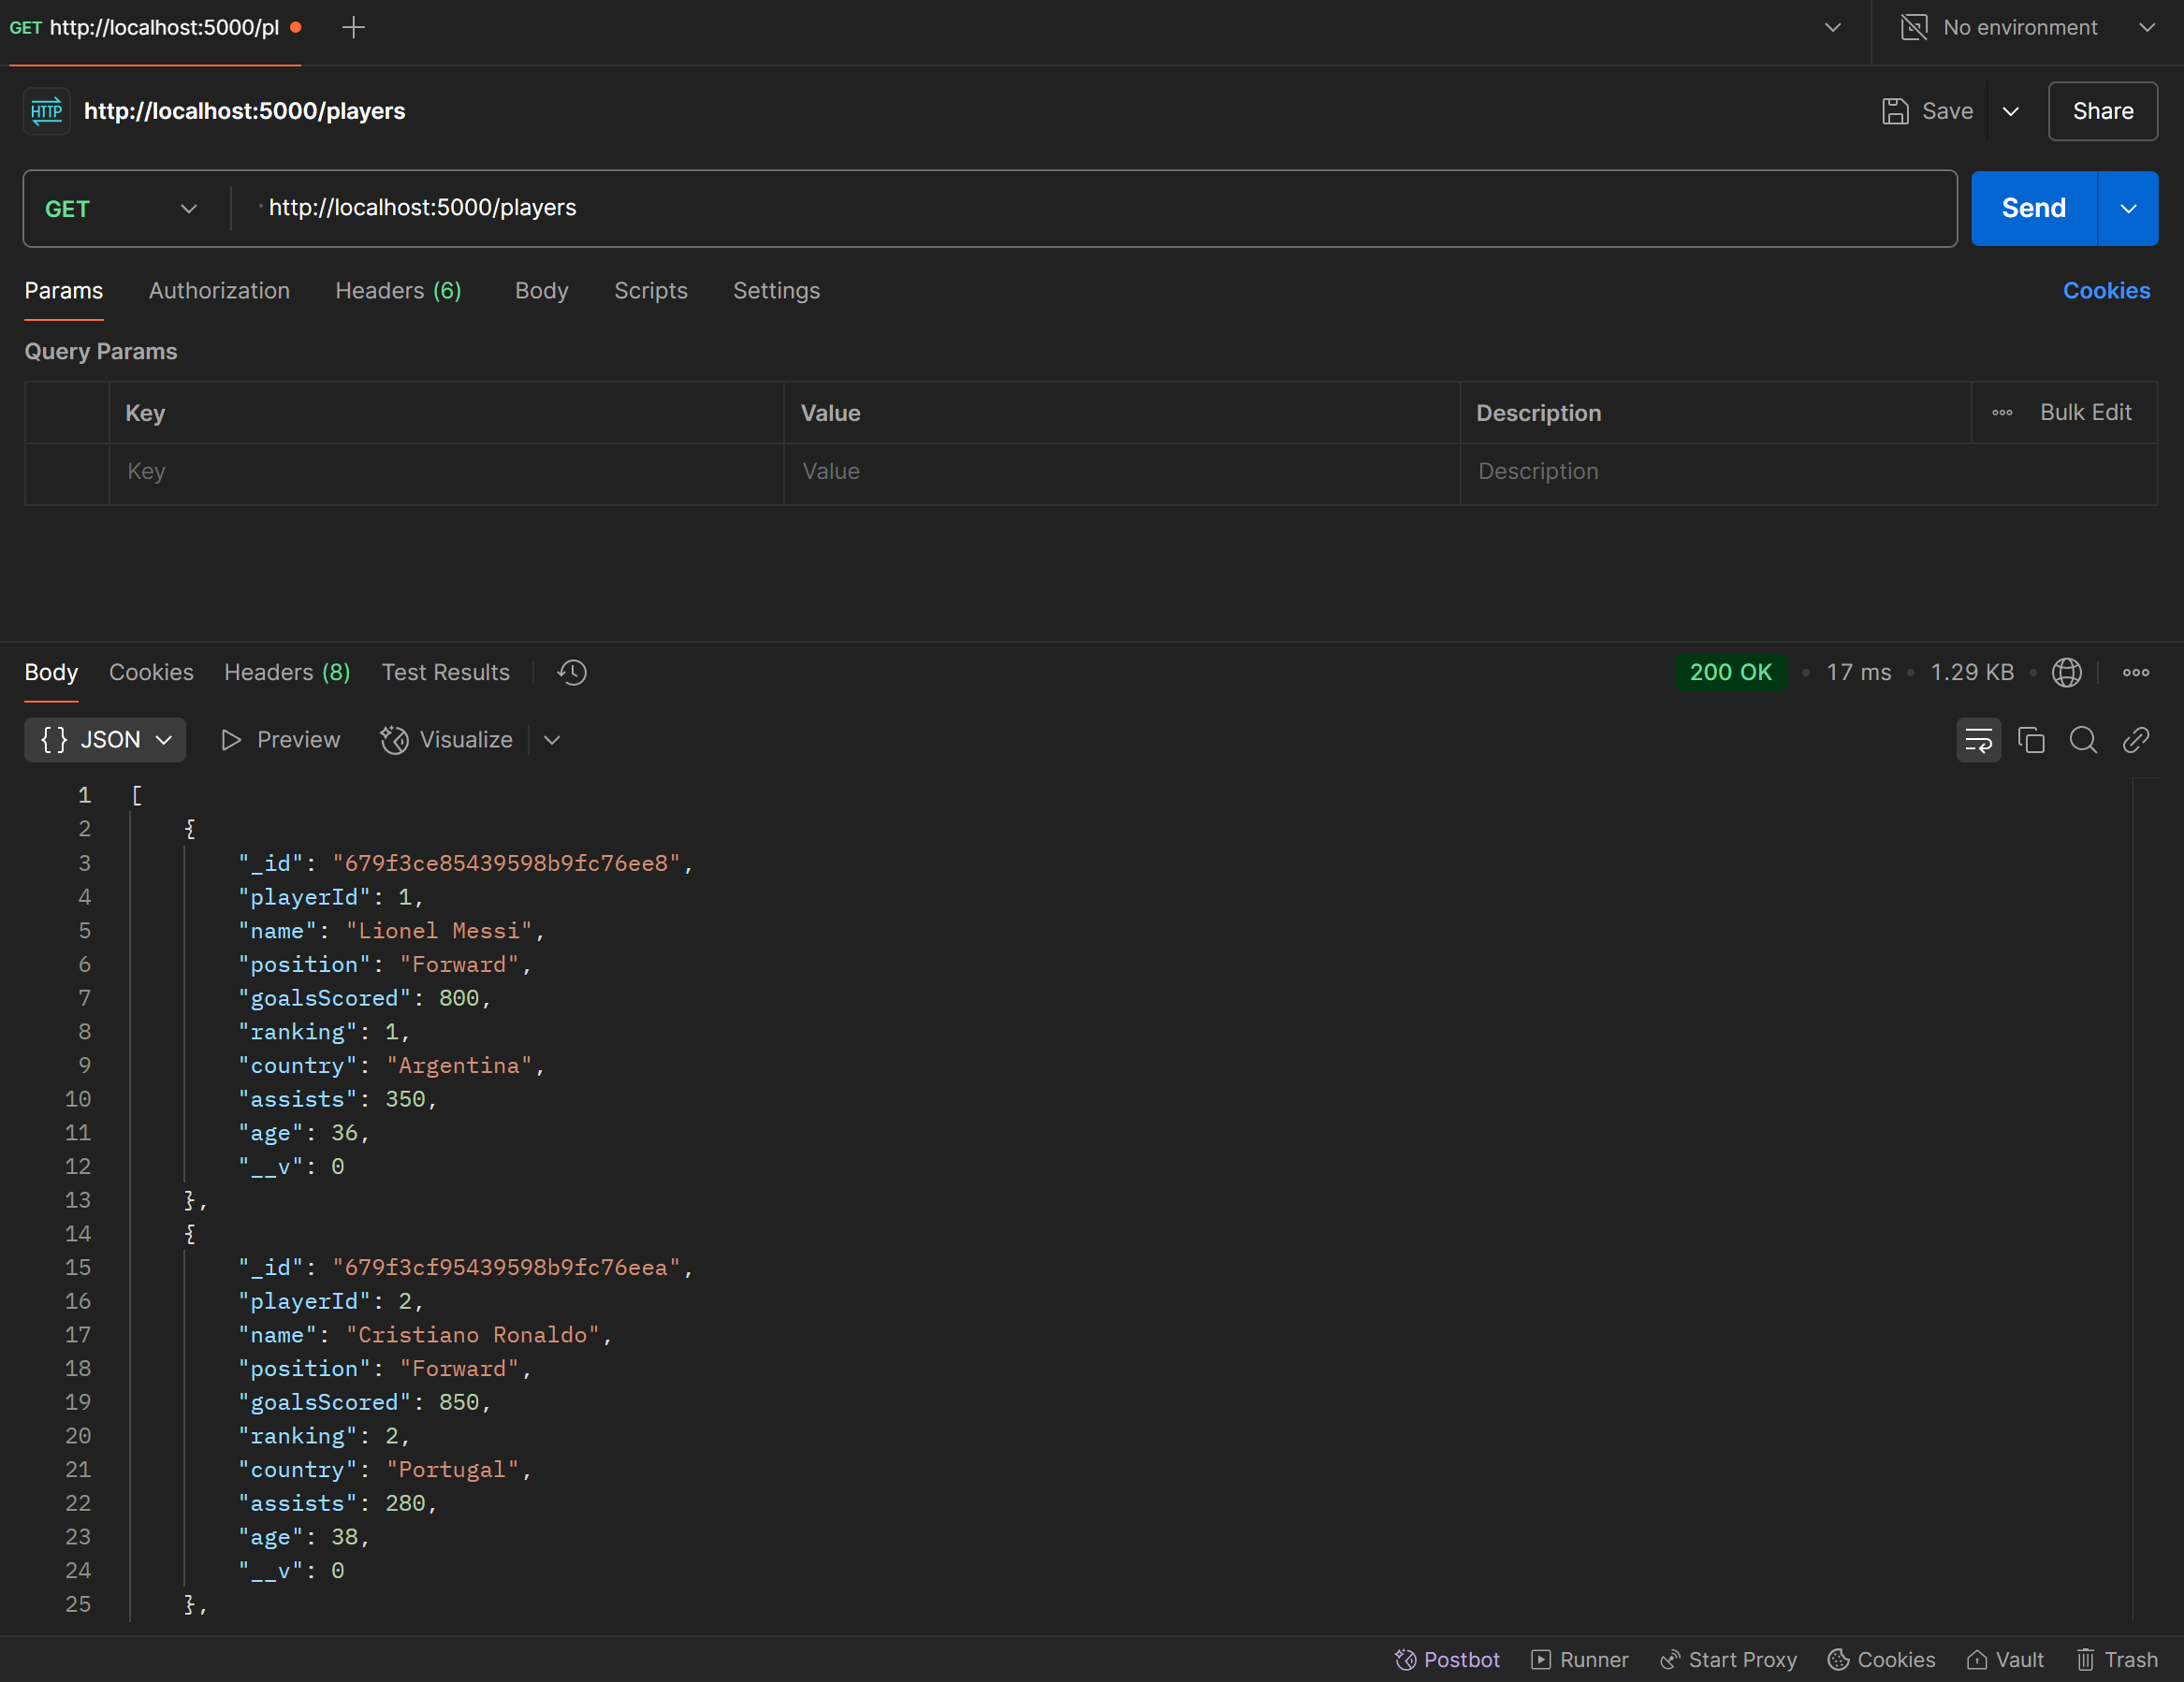 GET http://localhost:5000/pl
No environment
HTTP http://localhost:5000/players
Save
Share
GET http://localhost:5000/players
Send
Params Authorization Headers (6) Body Scripts Settings Cookies
Query Params
Key Value Description Bulk Edit
Key Value Description
Body Cookies Headers (8) Test Results 200 OK • 17 ms • 1.29 KB
{} JSON Preview Visualize
1 [
2 {
3 "_id": "679f3ce85439598b9fc76ee8",
4 "playerId": 1,
5 "name": "Lionel Messi",
6 "position": "Forward",
7 "goalsScored": 800,
8 "ranking": 1,
9 "country": "Argentina",
10 "assists": 350,
11 "age": 36,
12 "__v": 0
13 },
14 {
15 "_id": "679f3cf95439598b9fc76eea",
16 "playerId": 2,
17 "name": "Cristiano Ronaldo",
18 "position": "Forward",
19 "goalsScored": 850,
20 "ranking": 2,
21 "country": "Portugal",
22 "assists": 280,
23 "age": 38,
24 "__v": 0
25 },
Postbot Runner Start Proxy Cookies Vault Trash